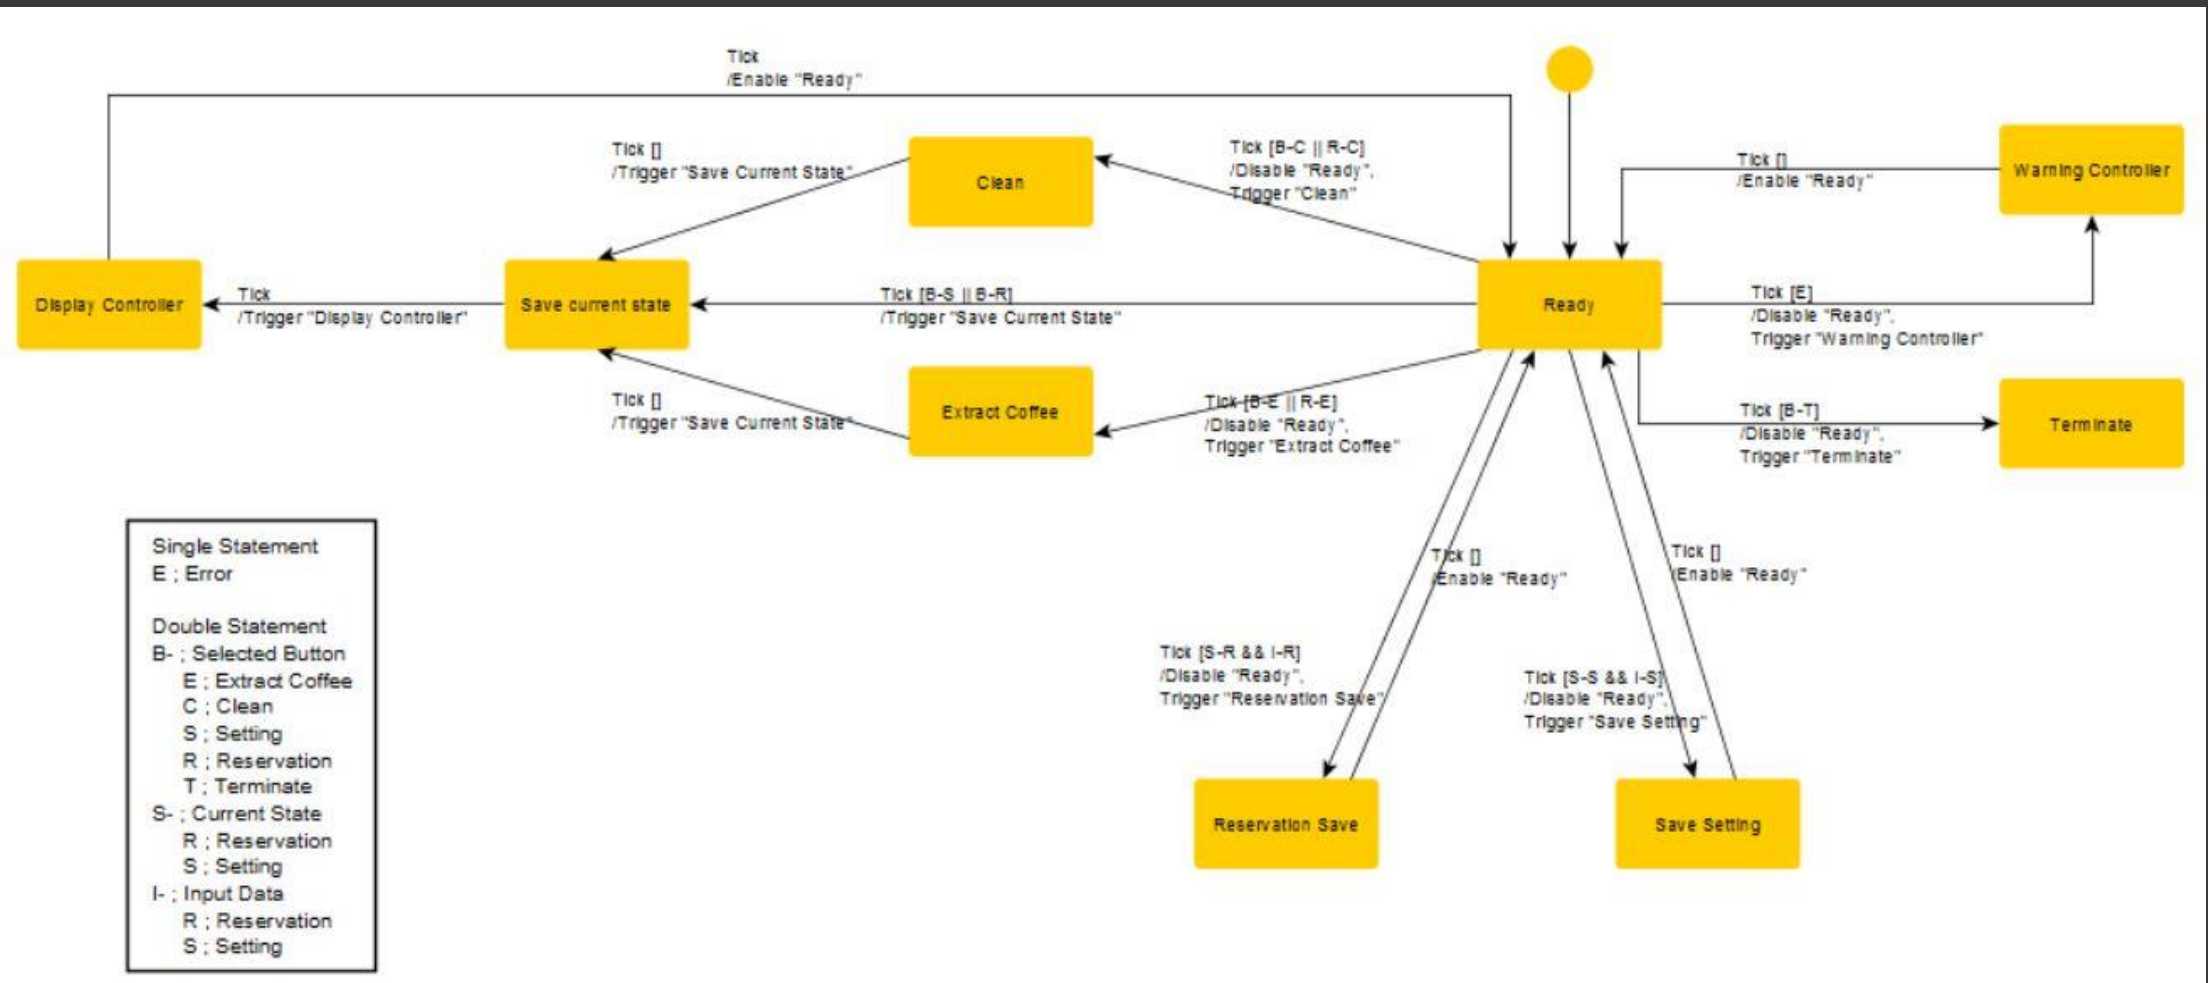 Tick
/Enable "Ready"
Tick []
/Trigger "Save Current State"
Clean
Tick [B-C || R-C]
/Disable "Ready",
Trigger "Clean"
Tick []
/Enable "Ready"
Warning Controller
Display Controller
Tick
/Trigger "Display Controller"
Save current state
Tick [B-S || B-R]
/Trigger "Save Current State"
Ready
Tick [E]
/Disable "Ready",
Trigger "Warning Controller"
Tick []
/Trigger "Save Current State"
Extract Coffee
Tick [B-E || R-E]
/Disable "Ready",
Trigger "Extract Coffee"
Tick [B-T]
/Disable "Ready",
Trigger "Terminate"
Terminate
Tick []
/Enable "Ready"
Tick []
/Enable "Ready"
Tick [S-R && I-R]
/Disable "Ready",
Trigger "Reservation Save"
Tick [S-S && I-S]
/Disable "Ready",
Trigger "Save Setting"
Reservation Save
Save Setting
Single Statement
E ; Error
Double Statement
B- ; Selected Button
E ; Extract Coffee
C ; Clean
S ; Setting
R ; Reservation
T ; Terminate
S- ; Current State
R ; Reservation
S ; Setting
I- ; Input Data
R ; Reservation
S ; Setting